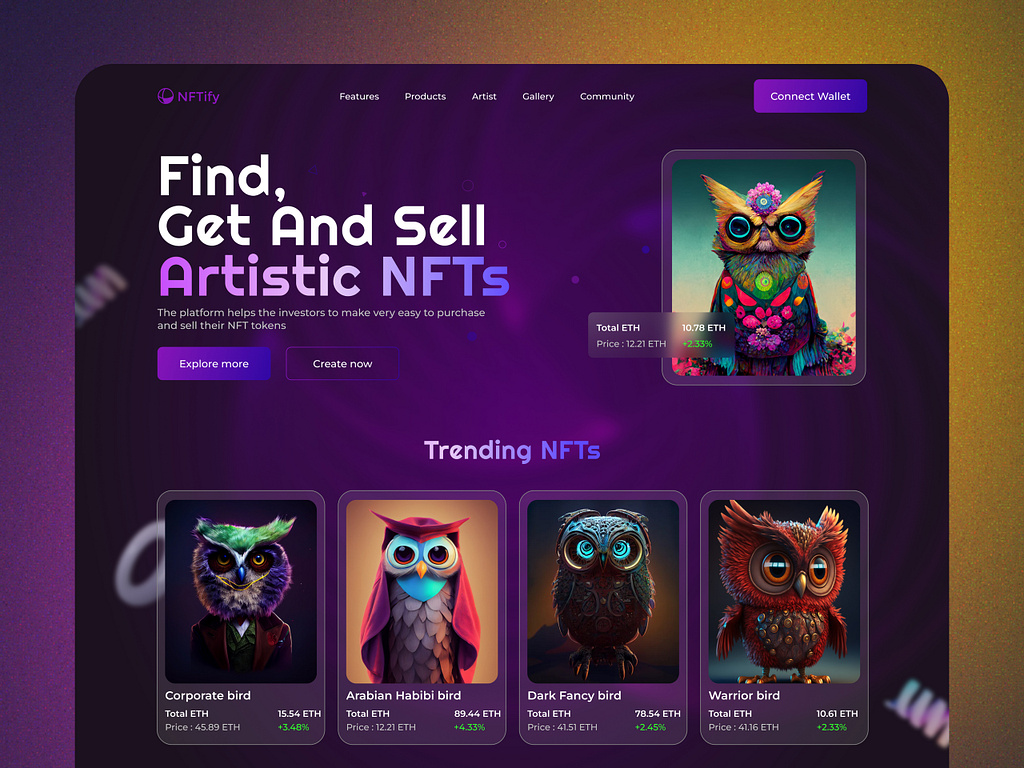 NFTify
Features Products Artist Gallery Community
Connect Wallet
Find,
Get And Sell
Artistic NFTs
The platform helps the investors to make very easy to purchase
and sell their NFT tokens
Explore more Create now
Total ETH 10.78 ETH
Price : 12.21 ETH +2.33%
Trending NFTs
Corporate bird
Total ETH 15.54 ETH
Price : 45.89 ETH +3.48%
Arabian Habibi bird
Total ETH 89.44 ETH
Price : 12.21 ETH +4.33%
Dark Fancy bird
Total ETH 78.54 ETH
Price : 41.51 ETH +2.45%
Warrior bird
Total ETH 10.61 ETH
Price : 41.16 ETH +2.33%